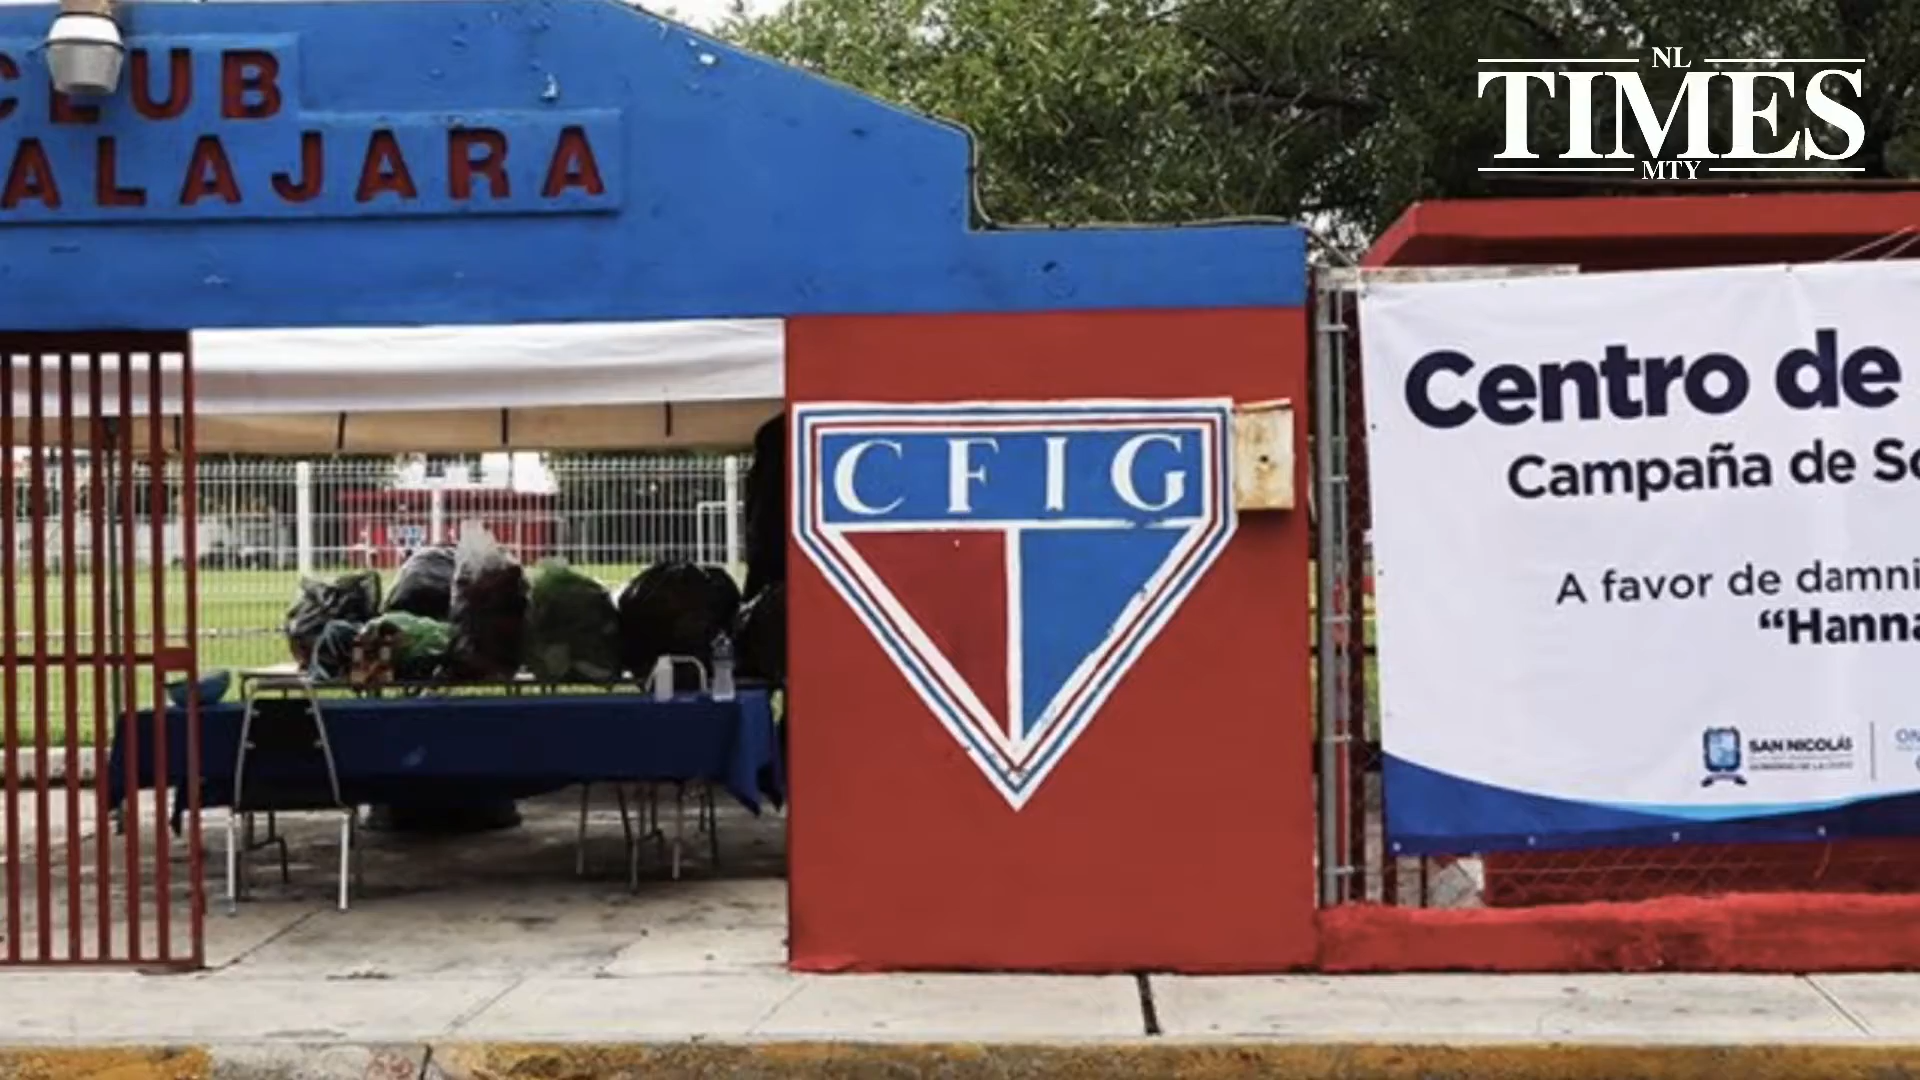 CLUB
ALAJARA
NL
TIMES
MTY
CFIG
Centro de
Campaña de So
A favor de damni
“Hanna
SAN NICOLÁS